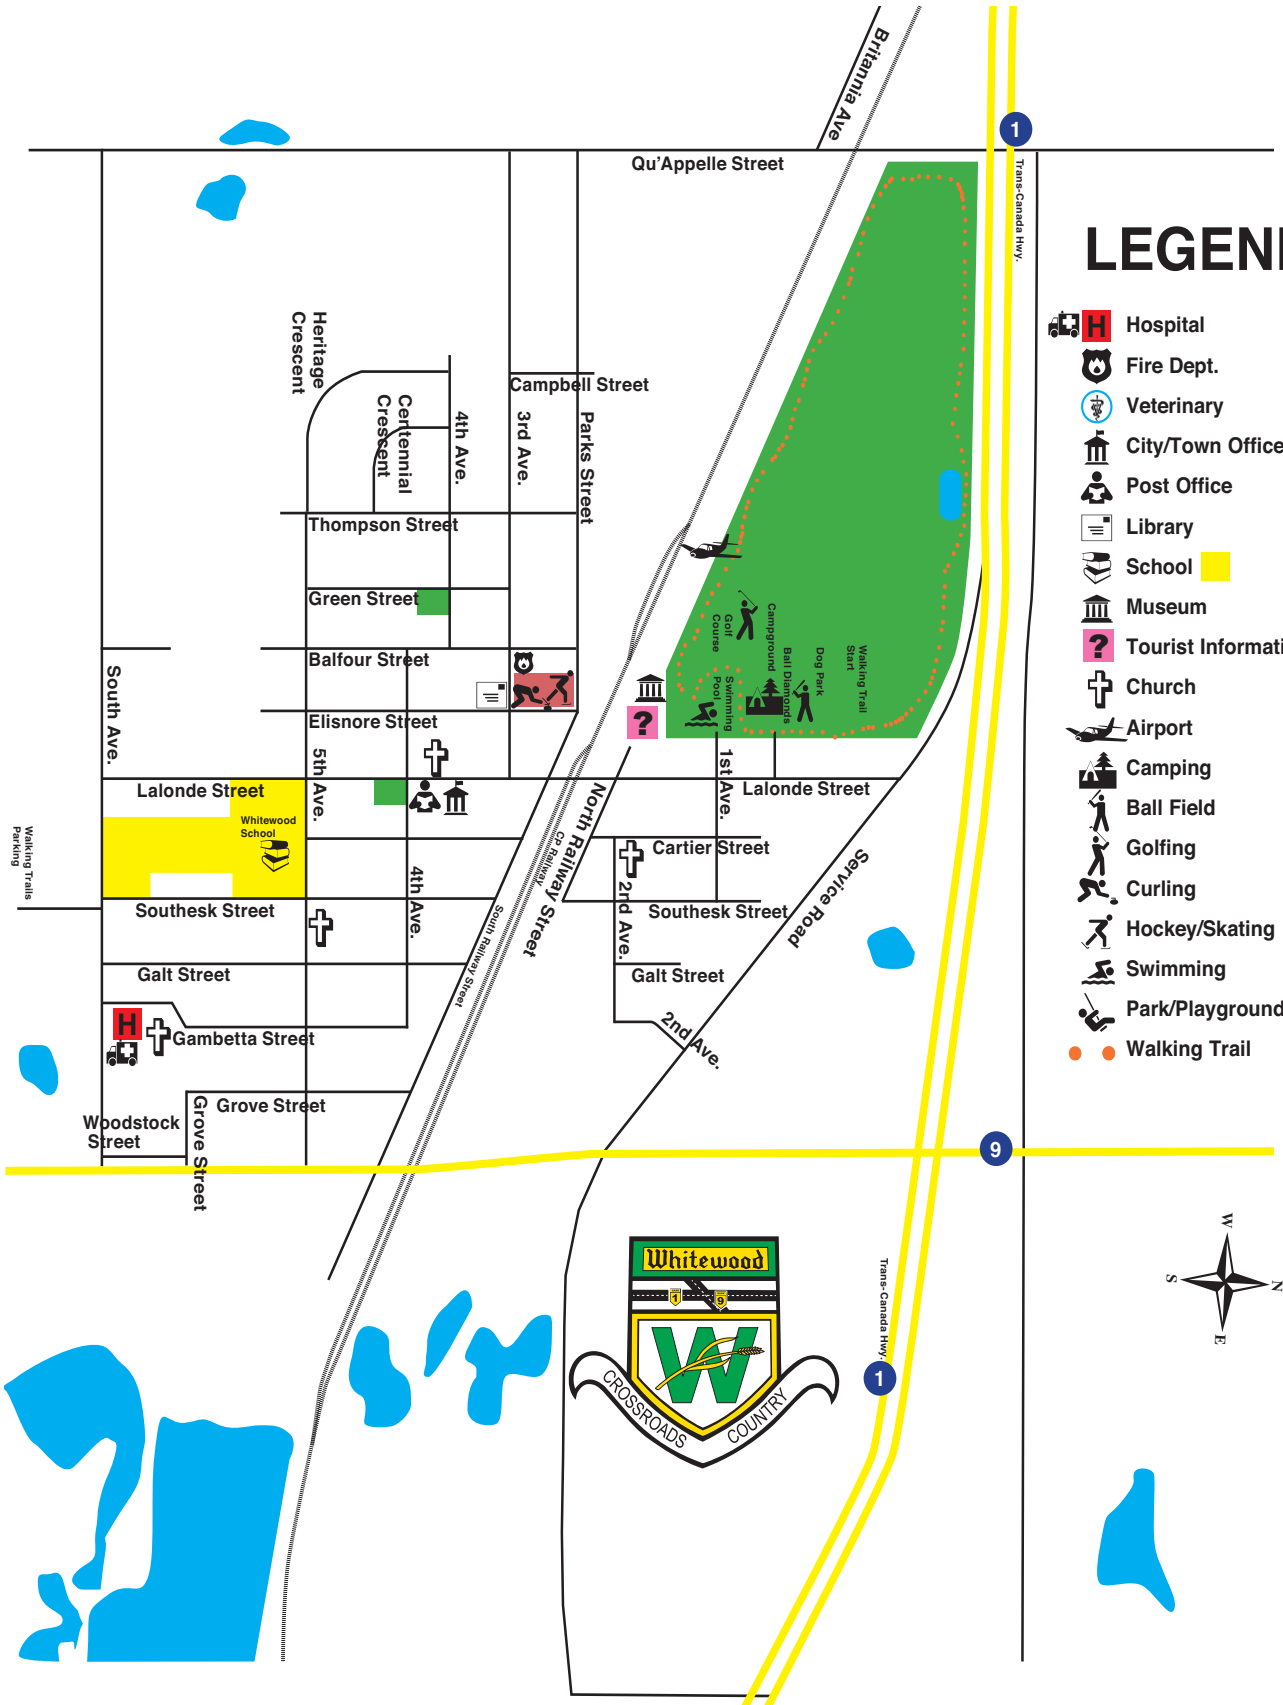 Britannia Ave
1
Qu'Appelle Street
Trans-Canada Hwy.
LEGEN
H Hospital
Fire Dept.
Veterinary
City/Town Office
Post Office
Library
School
Museum
? Tourist Informati
Church
Airport
Camping
Ball Field
Golfing
Curling
Hockey/Skating
Swimming
Park/Playground
Walking Trail
Heritage
Crescent
Centennial
Crescent
4th Ave.
3rd Ave.
Campbell Street
Parks Street
Thompson Street
Green Street
Balfour Street
Elisnore Street
South Ave.
5th Ave.
Golf
Course
Campground
Ball Diamonds
Dog Park
Walking Trail
Start
Swimming
Pool
?
1st Ave.
Lalonde Street
Lalonde Street
Whitewood
School
Walking Trails
Parking
North Railway Street
CP Railway
South Railway Street
Cartier Street
Service Road
4th Ave.
2nd Ave.
Southesk Street
Southesk Street
Galt Street
Galt Street
H
Gambetta Street
2nd Ave.
Grove Street
Woodstock
Street
Grove Street
9
W
S
N
E
Whitewood
1
9
W
CROSSROADS
COUNTRY
Trans-Canada Hwy.
1